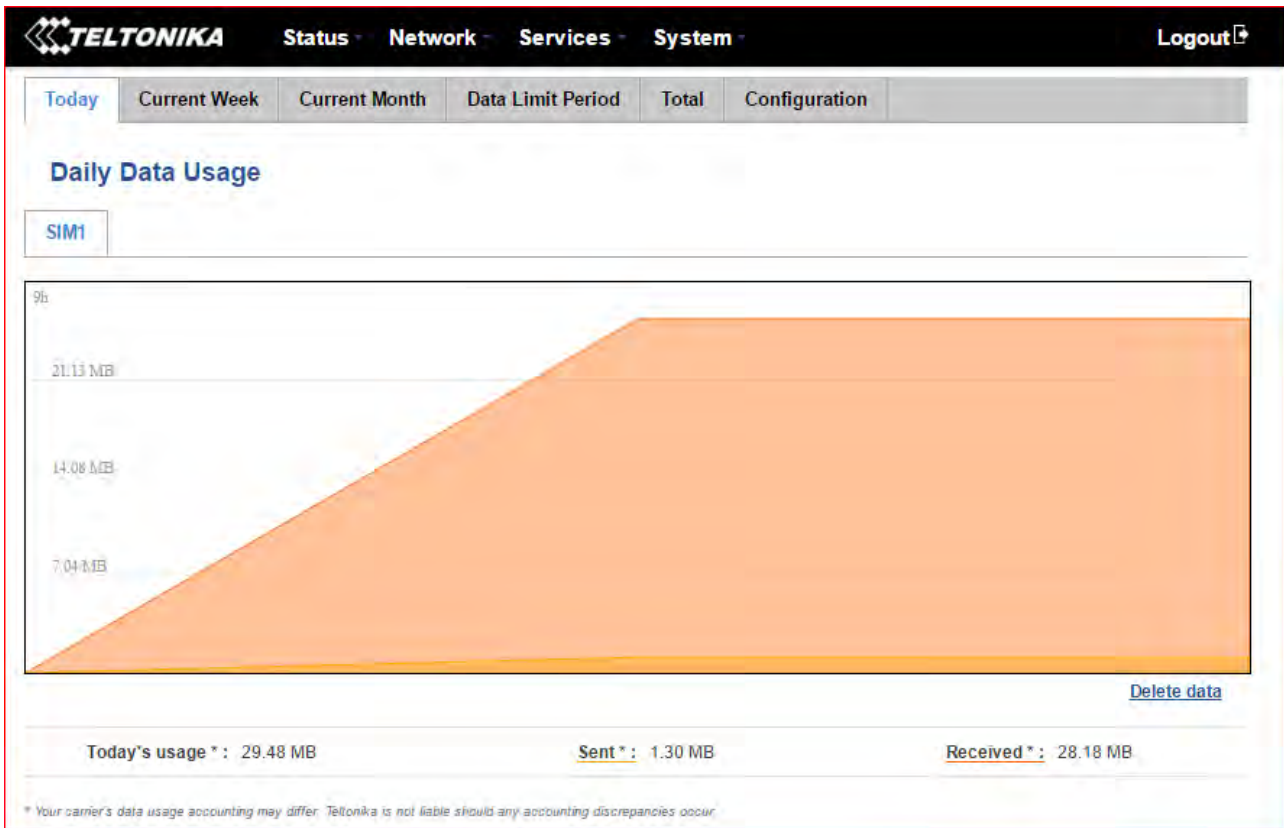 TELTONIKA Status Network Services System Logout
Today Current Week Current Month Data Limit Period Total Configuration
Daily Data Usage
SIM1
9h
21.13 MB
14.08 MB
7.04 MB
Delete data
Today's usage * : 29.48 MB Sent * : 1.30 MB Received * : 28.18 MB
* Your carrier's data usage accounting may differ. Teltonika is not liable should any accounting discrepancies occur.